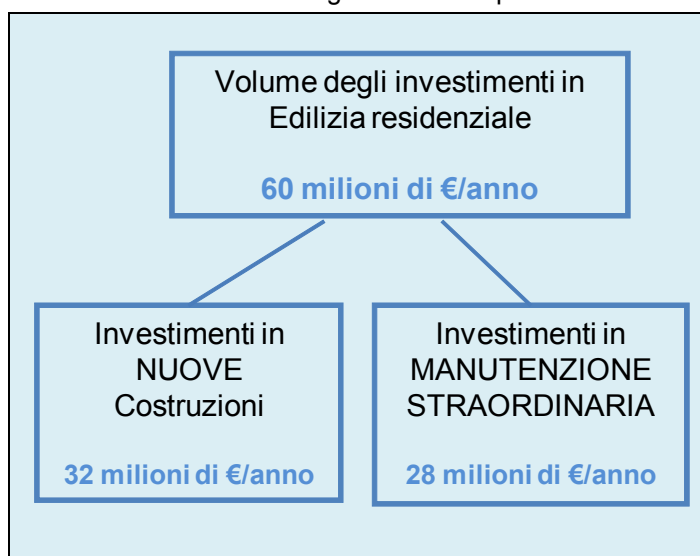 Volume degli investimenti in
Edilizia residenziale
60 milioni di €/anno
Investimenti in
NUOVE
Costruzioni
32 milioni di €/anno
Investimenti in
MANUTENZIONE
STRAORDINARIA
28 milioni di €/anno